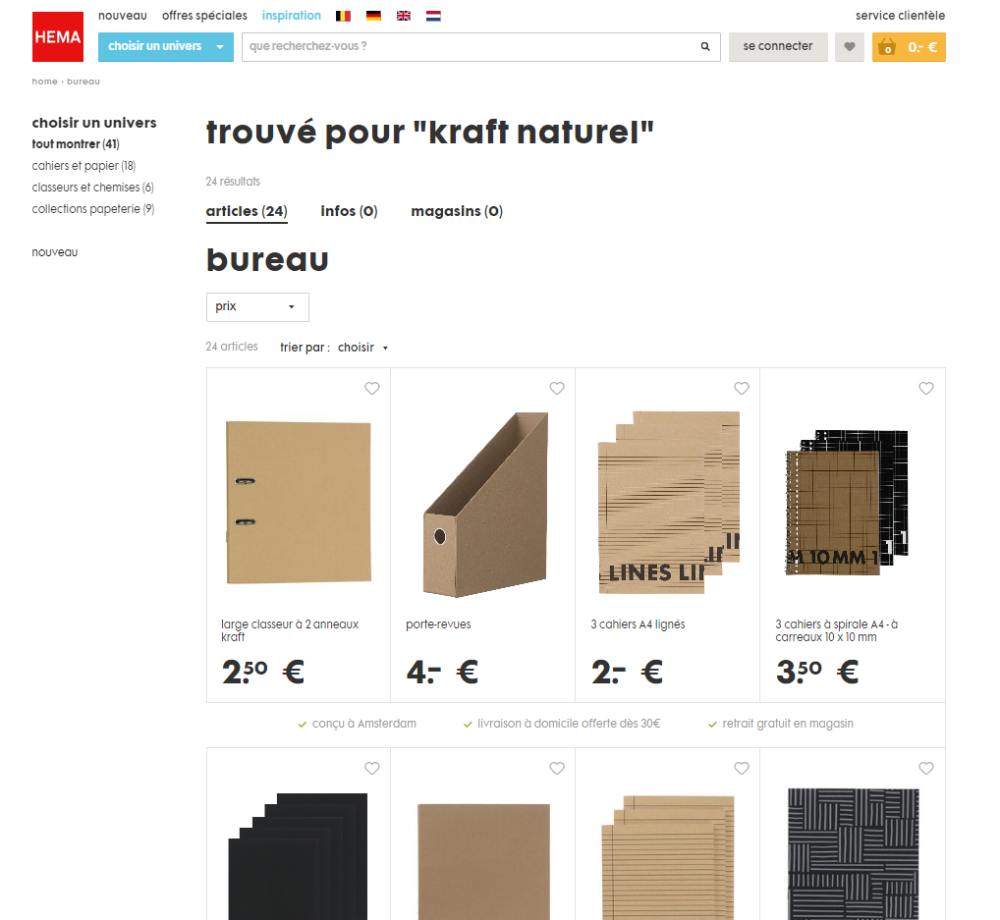 HEMA
nouveau offres spéciales inspiration service clientèle
choisir un univers que recherchez-vous ? se connecter 0 0.- €
home › bureau
choisir un univers
tout montrer (41)
cahiers et papier (18)
classeurs et chemises (6)
collections papeterie (9)
nouveau
trouvé pour "kraft naturel"
24 résultats
articles (24) infos (0) magasins (0)
bureau
prix
24 articles trier par : choisir
LINES LI
M 10 MM 1
large classeur à 2 anneaux
kraft
2.50 €
porte-revues
4.- €
3 cahiers A4 lignés
2.- €
3 cahiers à spirale A4 - à
carreaux 10 x 10 mm
3.50 €
conçu à Amsterdam livraison à domicile offerte dès 30€ retrait gratuit en magasin